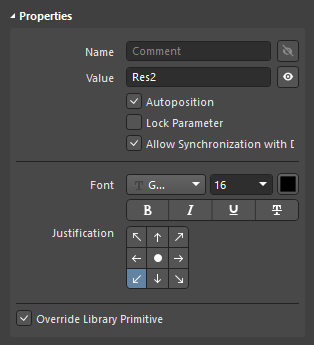 Properties
Name Comment
Value Res2
Autoposition
Lock Parameter
Allow Synchronization with D
Font T G... 16
B I U T
Justification
Override Library Primitive